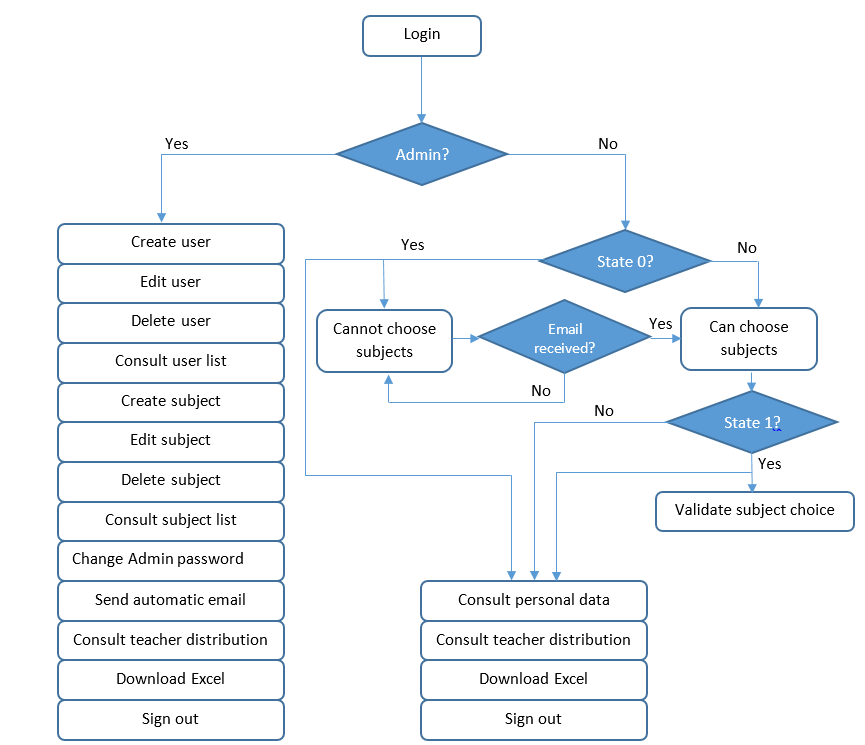 Login
Admin?
Yes
No
Create user
Edit user
Delete user
Consult user list
Create subject
Edit subject
Delete subject
Consult subject list
Change Admin password
Send automatic email
Consult teacher distribution
Download Excel
Sign out
State 0?
Yes
No
Cannot choose
subjects
Email
received?
Yes
No
Can choose
subjects
State 1?
No
Yes
Validate subject choice
Consult personal data
Consult teacher distribution
Download Excel
Sign out